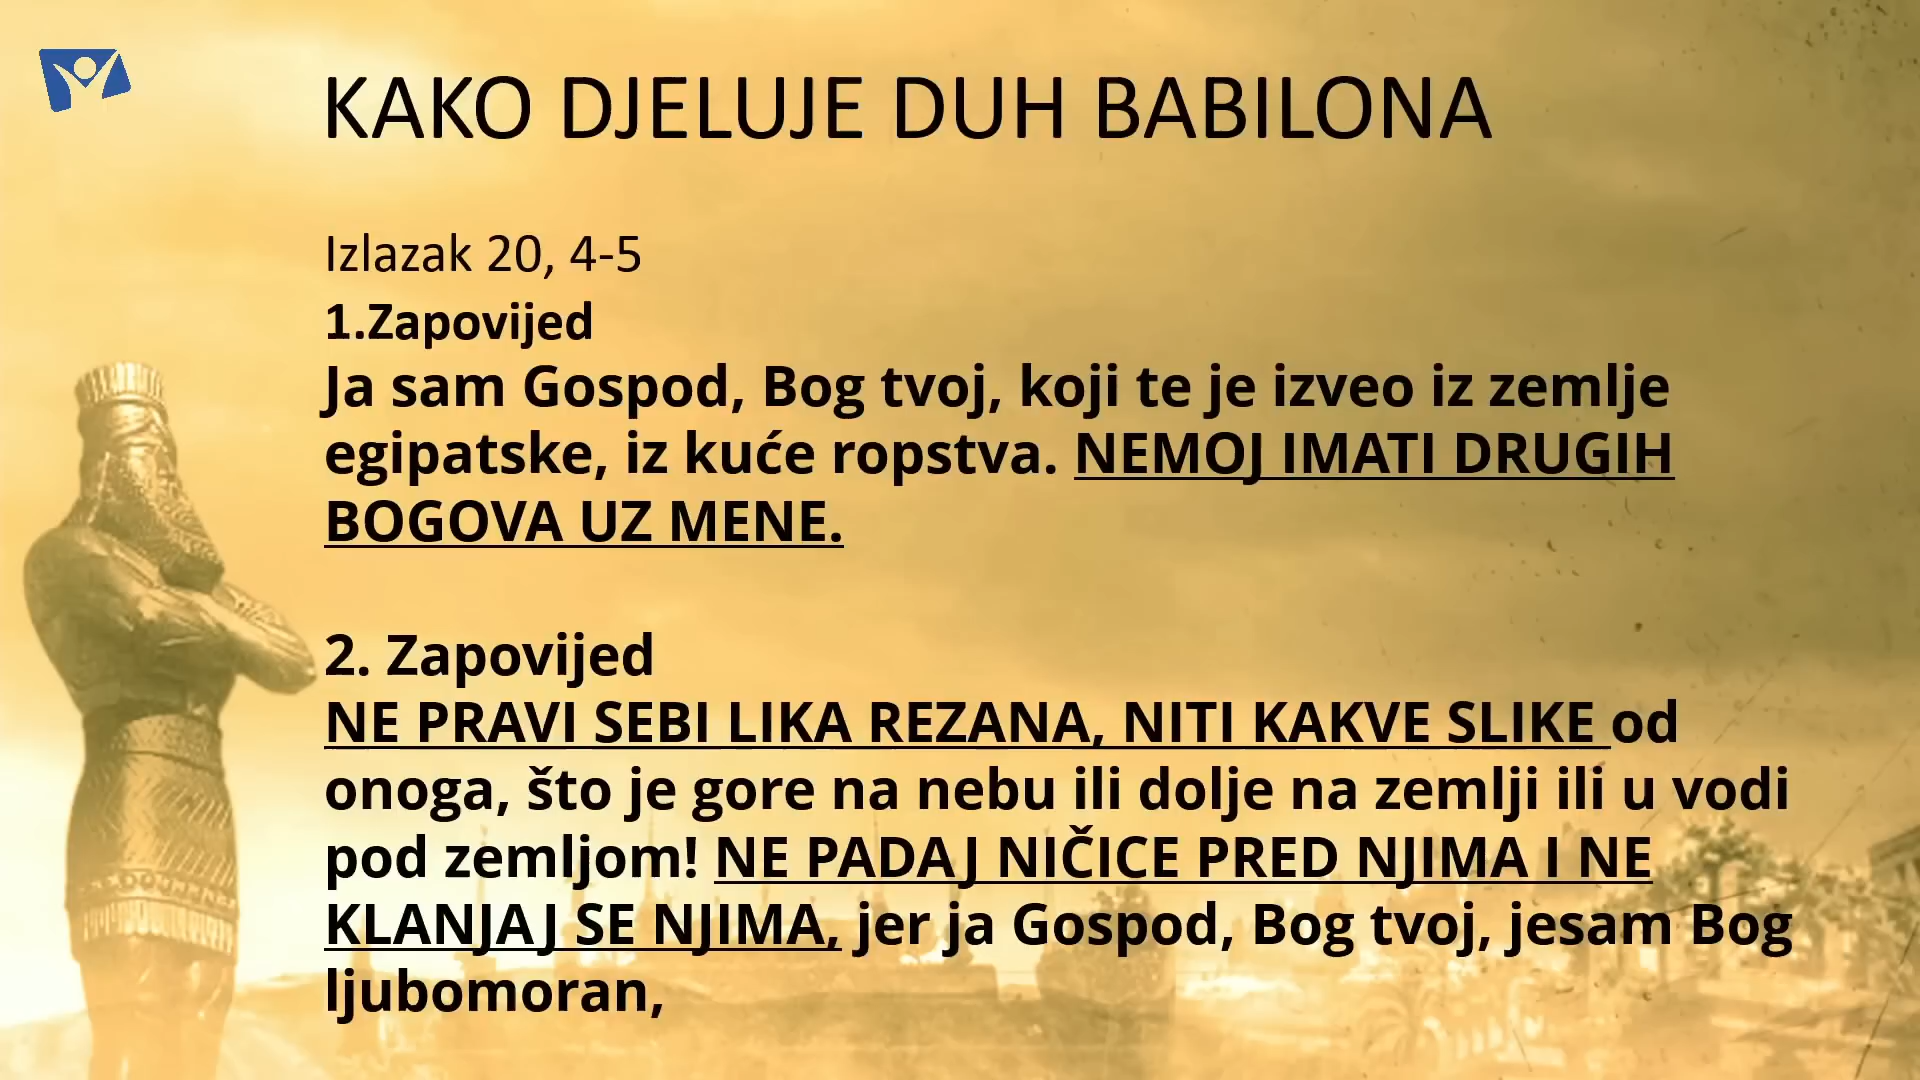 KAKO DJELUJE DUH BABILONA
Izlazak 20, 4-5
1.Zapovijed
Ja sam Gospod, Bog tvoj, koji te je izveo iz zemlje
egipatske, iz kuće ropstva. NEMOJ IMATI DRUGIH
BOGOVA UZ MENE.
2. Zapovijed
NE PRAVI SEBI LIKA REZANA, NITI KAKVE SLIKE od
onoga, što je gore na nebu ili dolje na zemlji ili u vodi
pod zemljom! NE PADAJ NIČICE PRED NJIMA I NE
KLANJAJ SE NJIMA, jer ja Gospod, Bog tvoj, jesam Bog
ljubomoran,